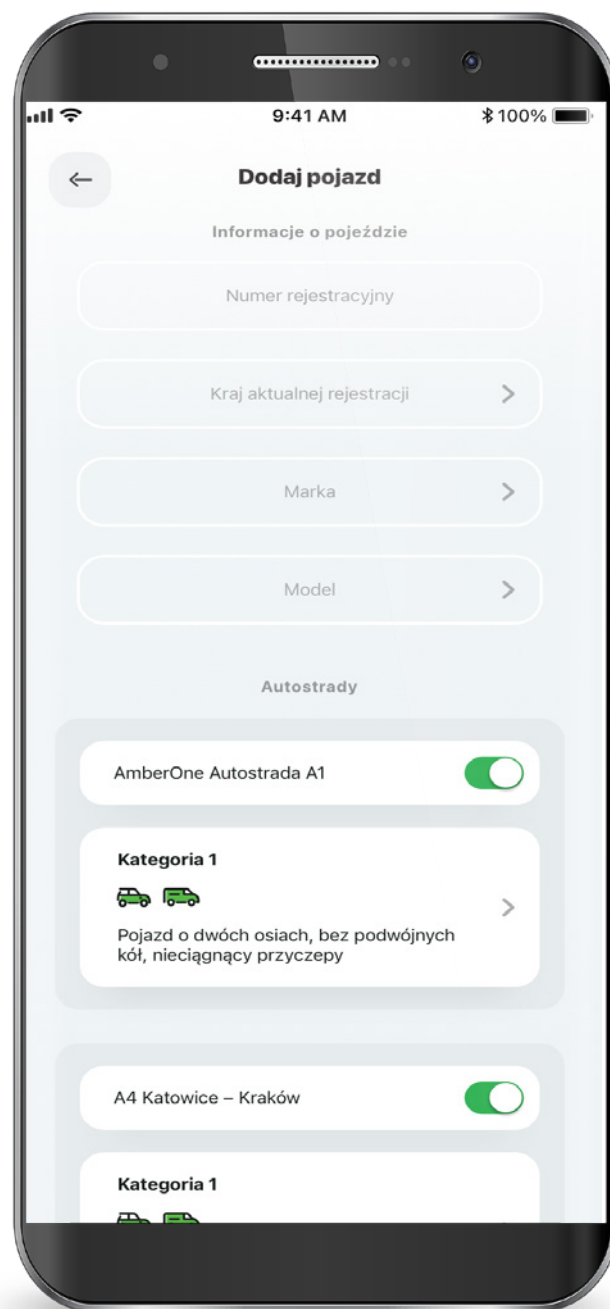 9:41 AM
100%
Dodaj pojazd
Informacje o pojeździe
Numer rejestracyjny
Kraj aktualnej rejestracji
Marka
Model
Autostrady
AmberOne Autostrada A1
Kategoria 1
Pojazd o dwóch osiach, bez podwójnych
kół, nieciągnący przyczepy
A4 Katowice – Kraków
Kategoria 1